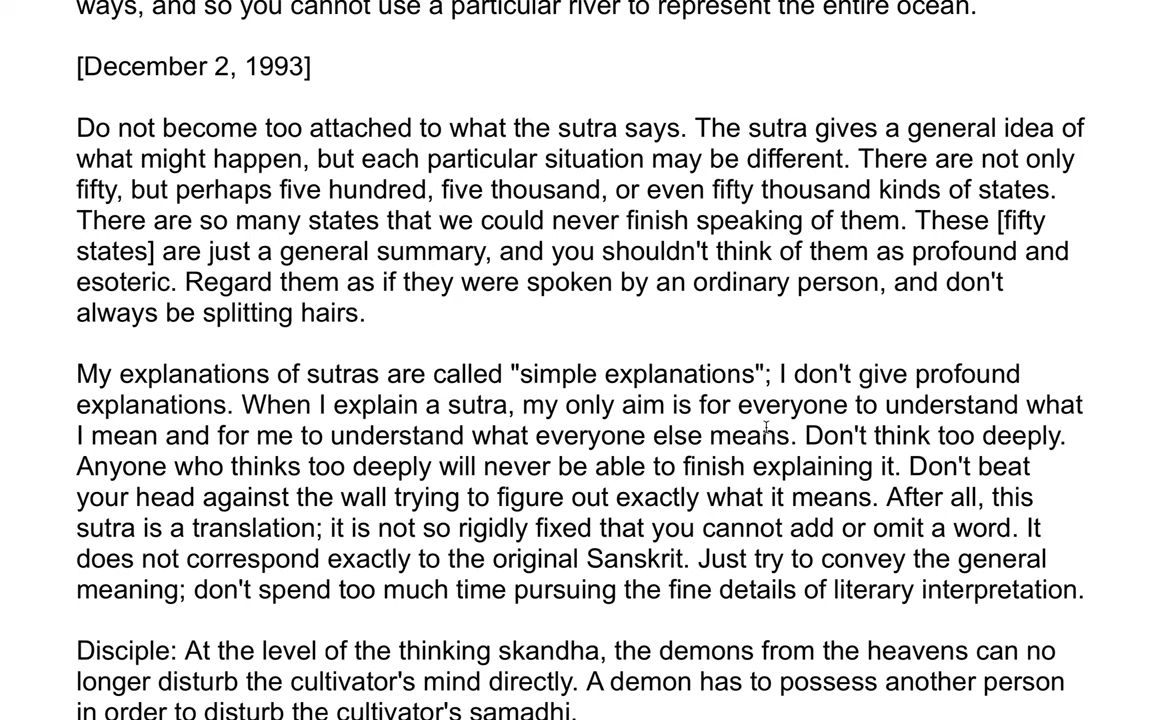 ways, and so you cannot use a particular river to represent the entire ocean.
[December 2, 1993]
Do not become too attached to what the sutra says. The sutra gives a general idea of
what might happen, but each particular situation may be different. There are not only
fifty, but perhaps five hundred, five thousand, or even fifty thousand kinds of states.
There are so many states that we could never finish speaking of them. These [fifty
states] are just a general summary, and you shouldn't think of them as profound and
esoteric. Regard them as if they were spoken by an ordinary person, and don't
always be splitting hairs.
My explanations of sutras are called "simple explanations"; I don't give profound
explanations. When I explain a sutra, my only aim is for everyone to understand what
I mean and for me to understand what everyone else means. Don't think too deeply.
Anyone who thinks too deeply will never be able to finish explaining it. Don't beat
your head against the wall trying to figure out exactly what it means. After all, this
sutra is a translation; it is not so rigidly fixed that you cannot add or omit a word. It
does not correspond exactly to the original Sanskrit. Just try to convey the general
meaning; don't spend too much time pursuing the fine details of literary interpretation.
Disciple: At the level of the thinking skandha, the demons from the heavens can no
longer disturb the cultivator's mind directly. A demon has to possess another person
in order to disturb the cultivator's samadhi.